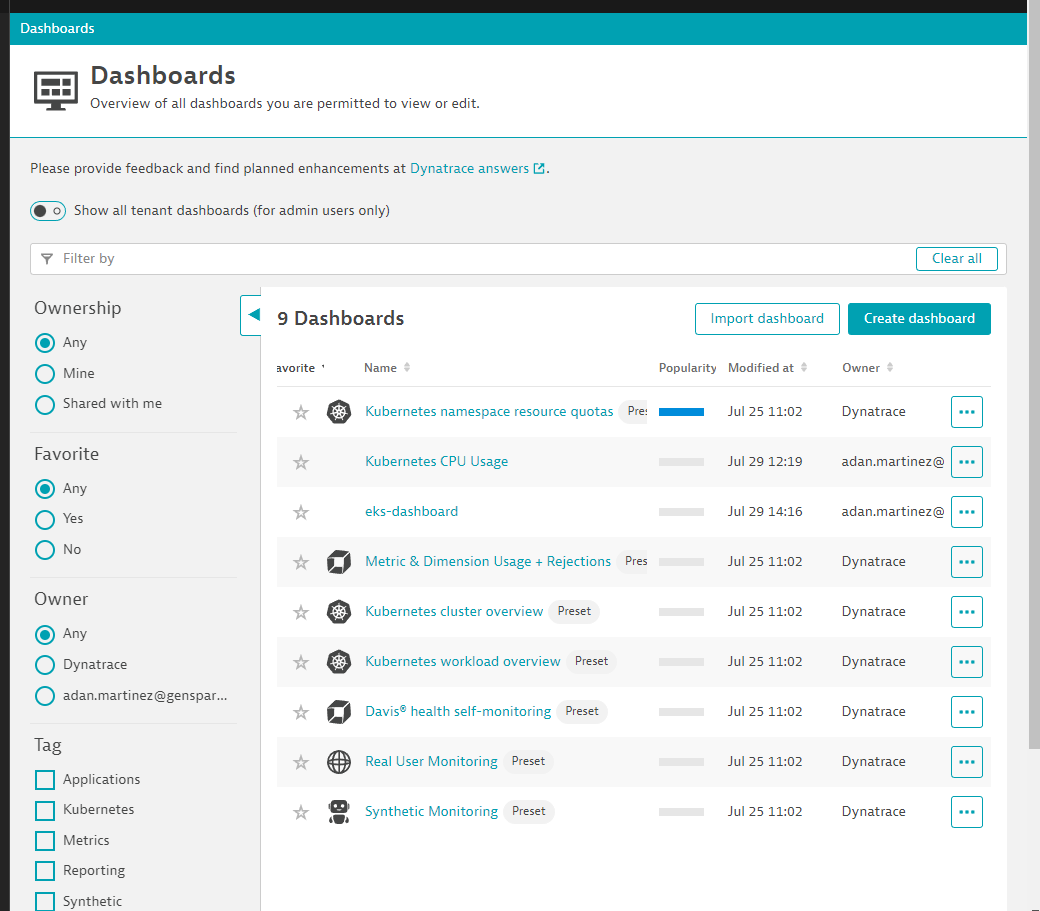 Dashboards
Dashboards
Overview of all dashboards you are permitted to view or edit.
Please provide feedback and find planned enhancements at Dynatrace answers.
Show all tenant dashboards (for admin users only)
Filter by
Clear all
Ownership
Any
Mine
Shared with me
Favorite
Any
Yes
No
Owner
Any
Dynatrace
adan.martinez@genspar...
Tag
Applications
Kubernetes
Metrics
Reporting
Synthetic
9 Dashboards
Import dashboard
Create dashboard
avorite Name Popularity Modified at Owner
Kubernetes namespace resource quotas Pres Jul 25 11:02 Dynatrace ...
Kubernetes CPU Usage Jul 29 12:19 adan.martinez@ ...
eks-dashboard Jul 29 14:16 adan.martinez@ ...
Metric & Dimension Usage + Rejections Pres Jul 25 11:02 Dynatrace ...
Kubernetes cluster overview Preset Jul 25 11:02 Dynatrace ...
Kubernetes workload overview Preset Jul 25 11:02 Dynatrace ...
Davis® health self-monitoring Preset Jul 25 11:02 Dynatrace ...
Real User Monitoring Preset Jul 25 11:02 Dynatrace ...
Synthetic Monitoring Preset Jul 25 11:02 Dynatrace ...